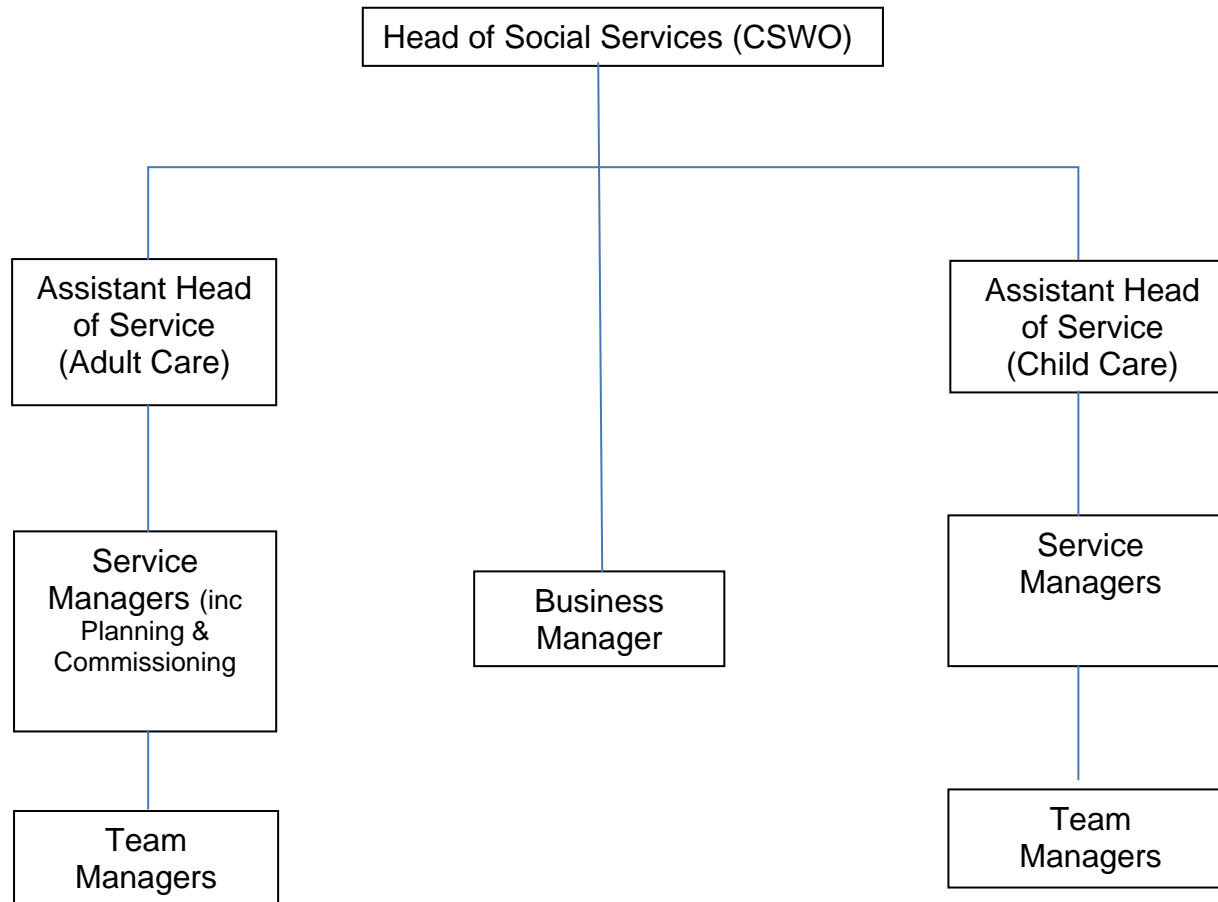 Head of Social Services (CSWO)
Assistant Head
of Service
(Adult Care)
Assistant Head
of Service
(Child Care)
Service
Managers (inc
Planning &
Commissioning
Business
Manager
Service
Managers
Team
Managers
Team
Managers